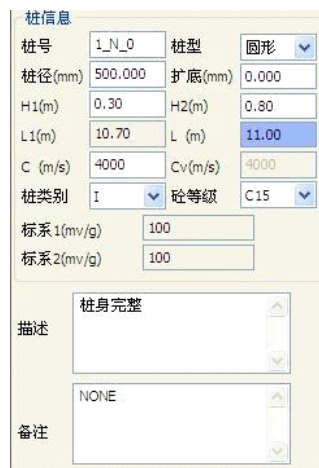 桩信息
桩号 1_N_0 桩型 圆形
桩径(mm) 500.000 扩底(mm) 0.000
H1(m) 0.30 H2(m) 0.80
L1(m) 10.70 L (m) 11.00
C (m/s) 4000 Cv(m/s) 4000
桩类别 I 砼等级 C15
标系1(mv/g) 100
标系2(mv/g) 100
描述 桩身完整
备注 NONE